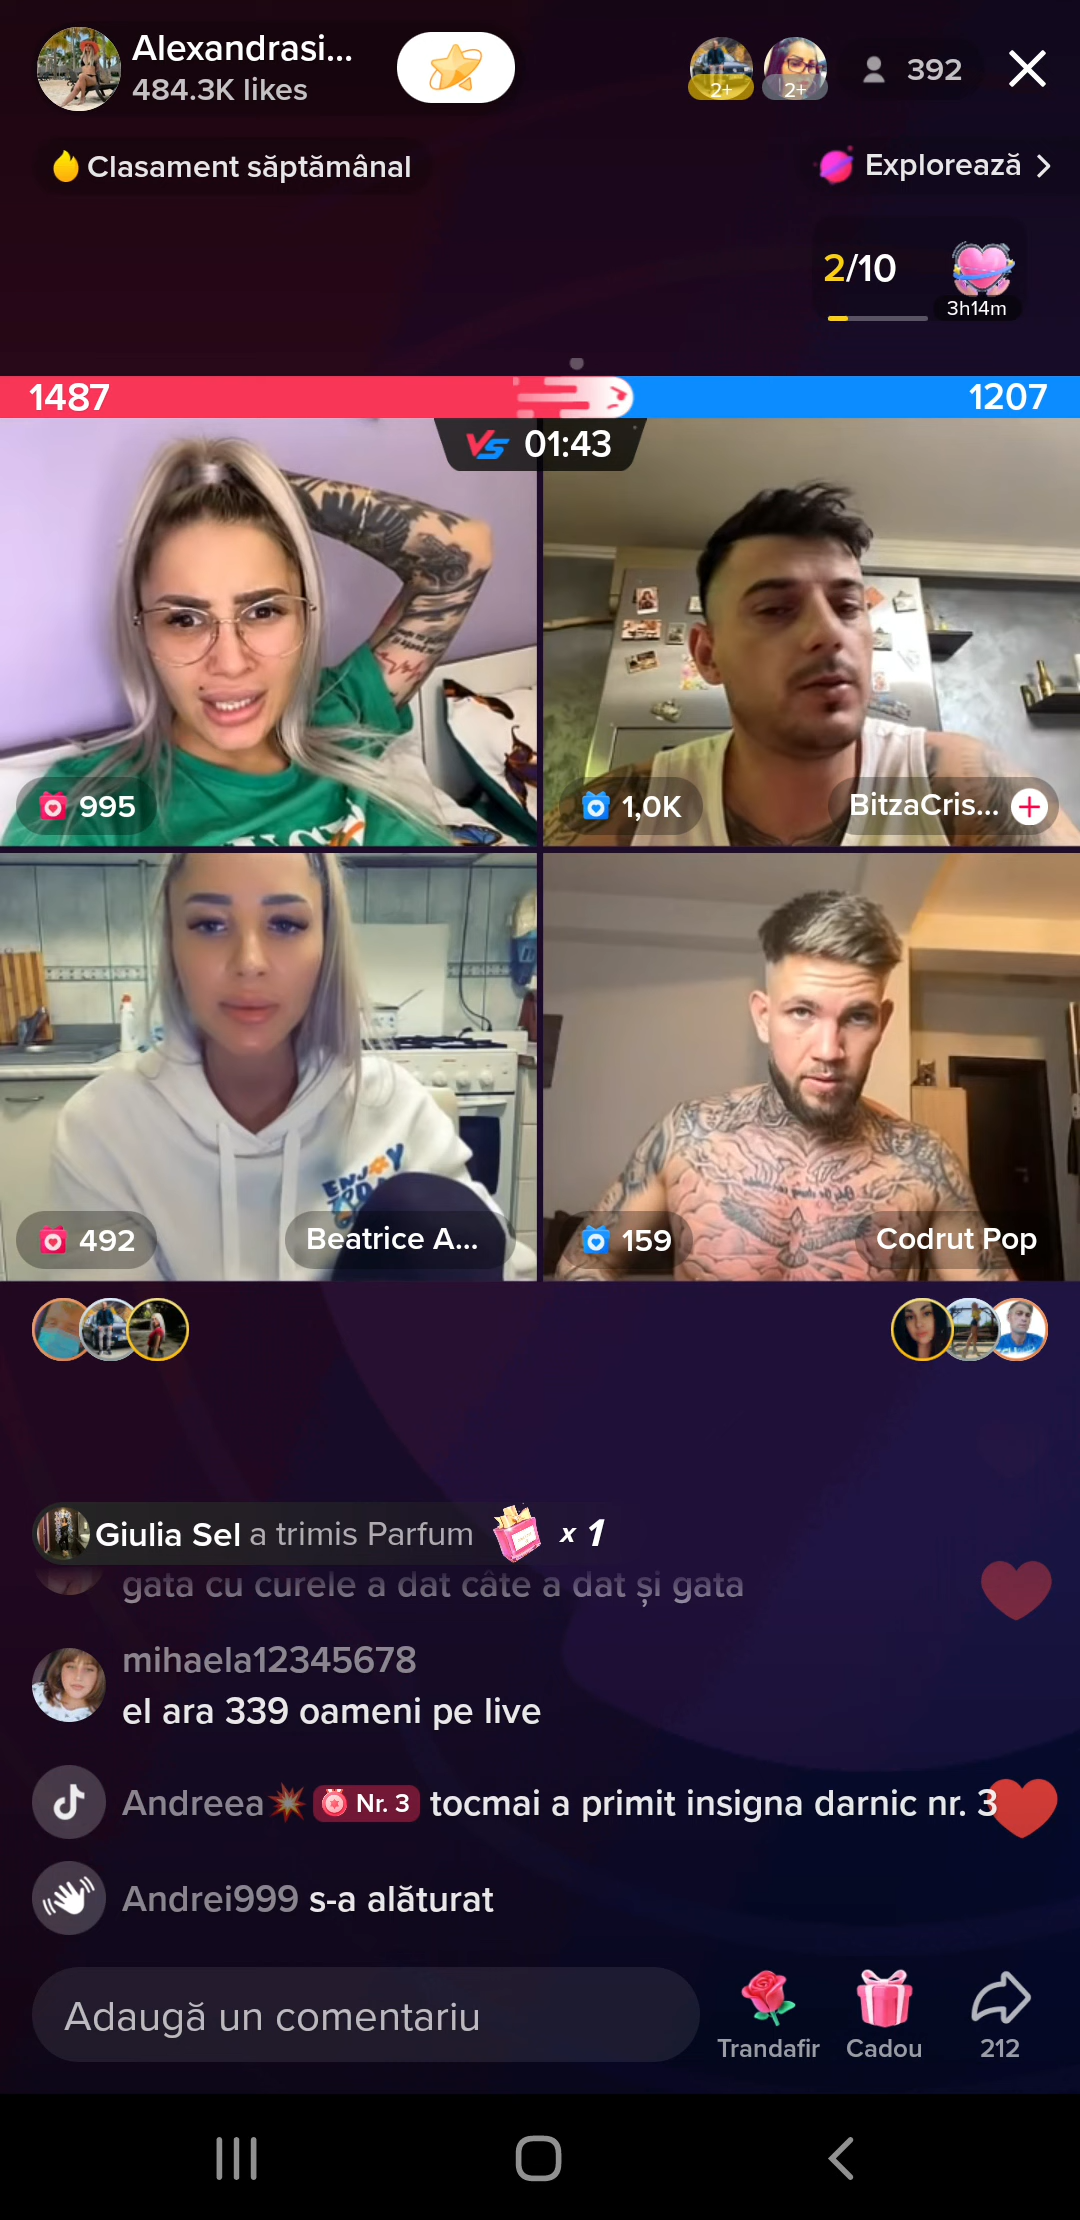 Alexandrasi...
484.3K likes
2+
2+
392
Clasament săptămânal
Explorează
2/10
3h14m
1487
1207
VS 01:43
995
1,0K
BitzaCris...
ENJOY
492
Beatrice A...
159
Codrut Pop
Giulia Sel a trimis Parfum x 1
gata cu curele a dat câte a dat și gata
mihaela12345678
el ara 339 oameni pe live
Andreea Nr. 3 tocmai a primit insigna darnic nr. 3
Andrei999 s-a alăturat
Adaugă un comentariu
Trandafir
Cadou
212